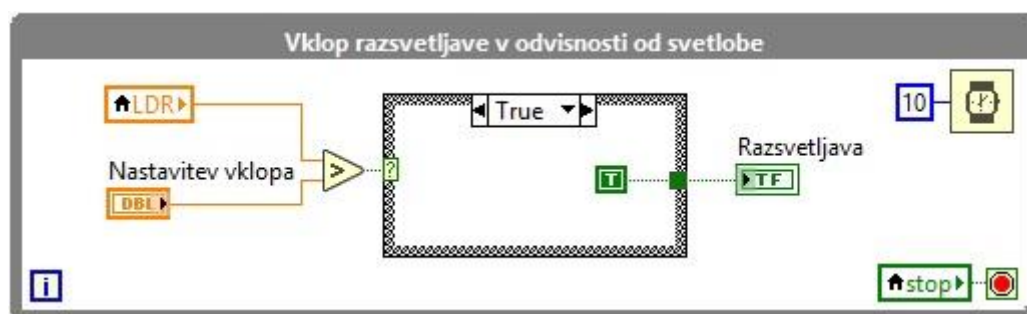 Vklop razsvetljave v odvisnosti od svetlobe
LDR
True
10
Nastavitev vklopa
>
?
T
Razsvetljava
TF
DBL
i
stop